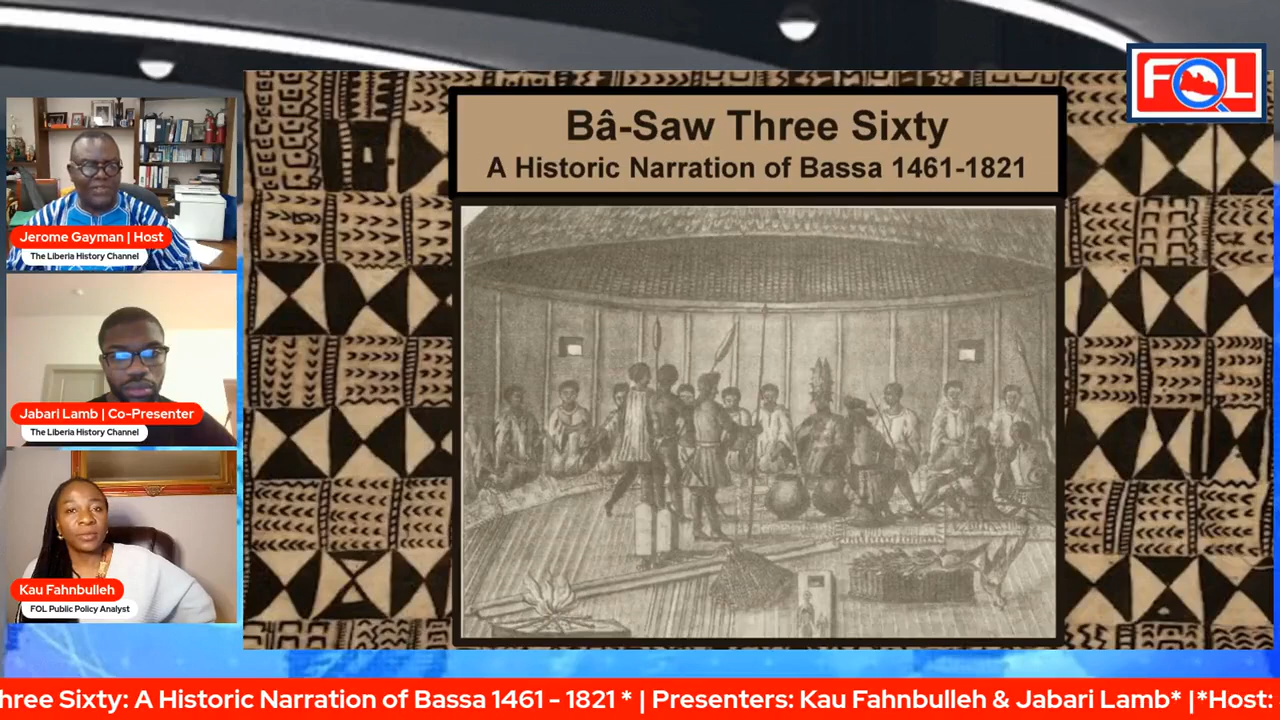 FOL
Bâ-Saw Three Sixty
A Historic Narration of Bassa 1461-1821
Jerome Gayman | Host
The Liberia History Channel
Jabari Lamb | Co-Presenter
The Liberia History Channel
Kau Fahnbulleh
FOL Public Policy Analyst
hree Sixty: A Historic Narration of Bassa 1461 - 1821 * | Presenters: Kau Fahnbulleh & Jabari Lamb* |*Host: